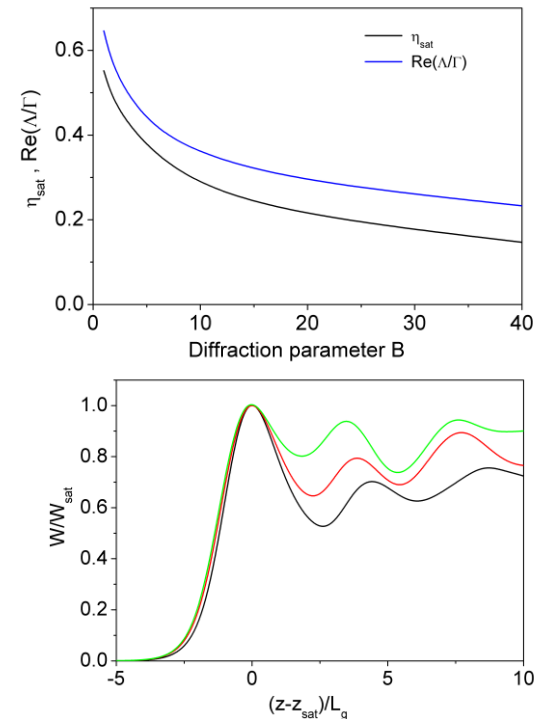 0.6
0.4
0.2
0.0
η_sat , Re(Λ/Γ)
η_sat
Re(Λ/Γ)
0 10 20 30 40
Diffraction parameter B
1.0
0.8
0.6
0.4
0.2
0.0
W/W_sat
-5 0 5 10
(z-z_sat)/L_g